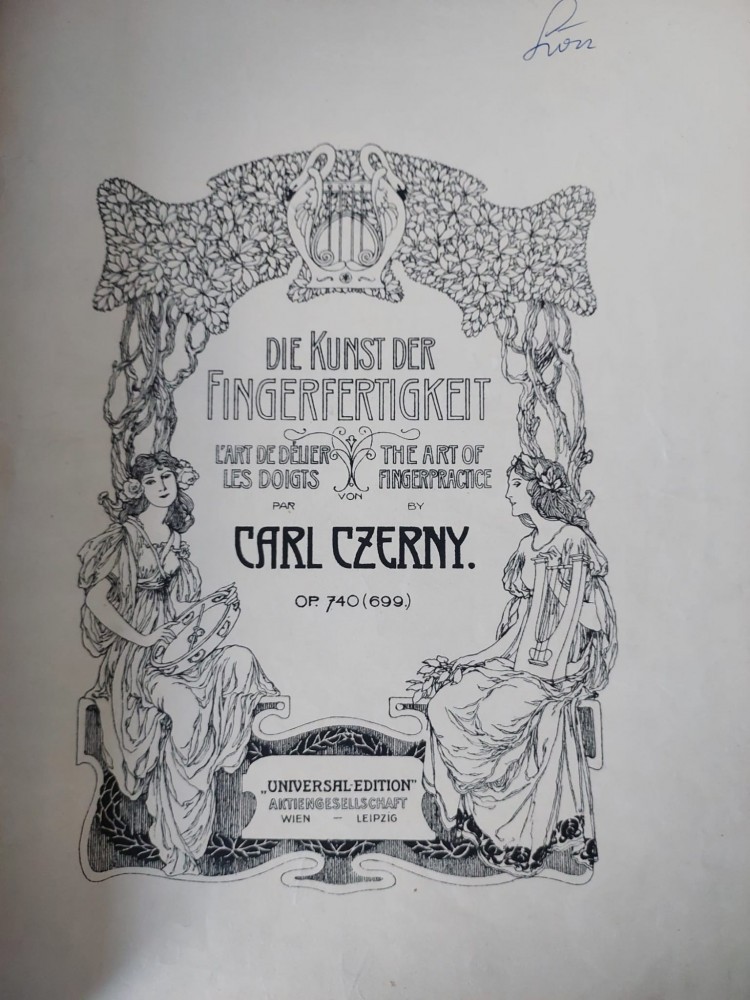 DIE KUNST DER
FINGERFERTIGKEIT
L'ART DE DÉLIER
LES DOIGTS
PAR
VON
THE ART OF
FINGERPRACTICE
BY
CARL CZERNY.
OP. 740 (699.)
„UNIVERSAL-EDITION"
AKTIENGESELLSCHAFT
WIEN — LEIPZIG